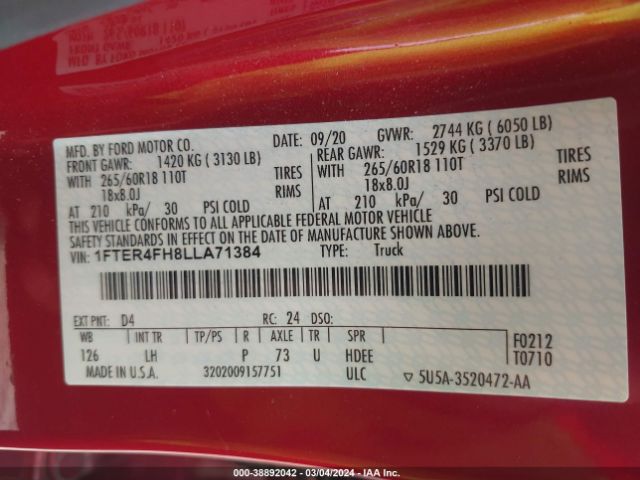 MFD. BY FORD MOTOR CO. DATE: 09/20 GVWR: 2744 KG ( 6050 LB)
FRONT GAWR: 1420 KG ( 3130 LB) REAR GAWR: 1529 KG ( 3370 LB)
WITH 265/60R18 110T TIRES WITH 265/60R18 110T TIRES
18x8.0J RIMS 18x8.0J RIMS
AT 210 kPa/ 30 PSI COLD AT 210 kPa/ 30 PSI COLD
THIS VEHICLE CONFORMS TO ALL APPLICABLE FEDERAL MOTOR VEHICLE
SAFETY STANDARDS IN EFFECT ON THE DATE OF MANUFACTURE SHOWN ABOVE.
VIN: 1FTER4FH8LLA71384 TYPE: Truck
EXT PNT: D4 RC: 24 DSO:
WB INT TR TP/PS R AXLE TR SPR F0212
126 LH P 73 U HDEE T0710
MADE IN U.S.A. 3202009157751 ULC ▽ 5U5A-3520472-AA
000-38892042 - 03/04/2024 - IAA Inc.